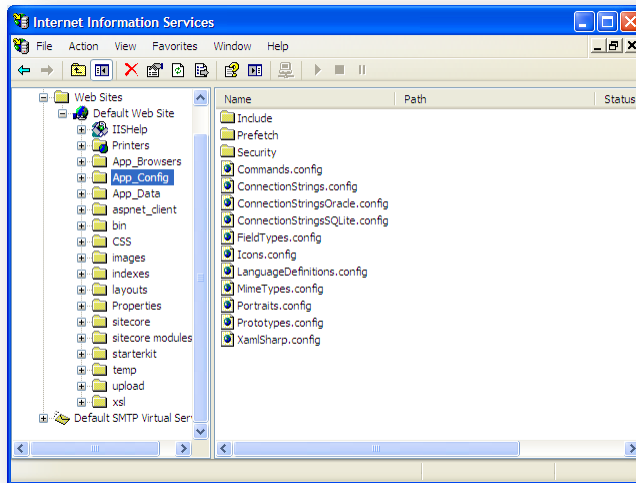 Internet Information Services
File Action View Favorites Window Help
Web Sites
Default Web Site
IISHelp
Printers
App_Browsers
App_Config
App_Data
aspnet_client
bin
CSS
images
indexes
layouts
Properties
sitecore
sitecore modules
starterkit
temp
upload
xsl
Default SMTP Virtual Ser
Name Path Status
Include
Prefetch
Security
Commands.config
ConnectionStrings.config
ConnectionStringsOracle.config
ConnectionStringsSQLite.config
FieldTypes.config
Icons.config
LanguageDefinitions.config
MimeTypes.config
Portraits.config
Prototypes.config
XamlSharp.config